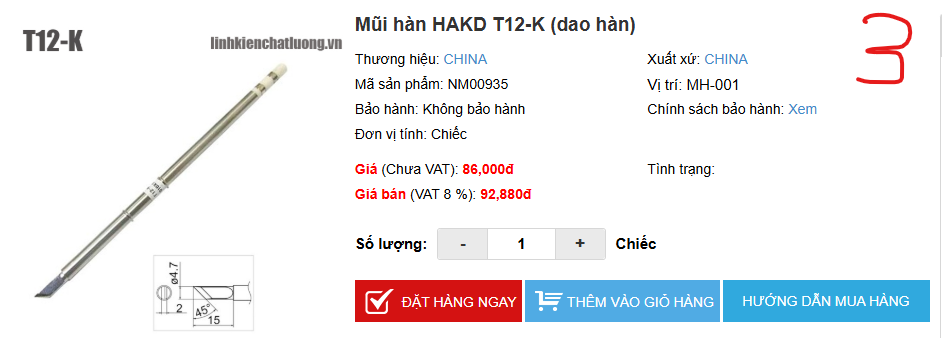 T12-K
linhkienchatluong.vn
Mũi hàn HAKD T12-K (dao hàn)
3
Thương hiệu: CHINA
Xuất xứ: CHINA
Mã sản phẩm: NM00935
Vị trí: MH-001
Bảo hành: Không bảo hành
Chính sách bảo hành: Xem
Đơn vị tính: Chiếc
Giá (Chưa VAT): 86,000đ
Tình trạng:
Giá bán (VAT 8 %): 92,880đ
Số lượng: - 1 + Chiếc
ø4.7
2
45°
15
ĐẶT HÀNG NGAY
THÊM VÀO GIỎ HÀNG
HƯỚNG DẪN MUA HÀNG